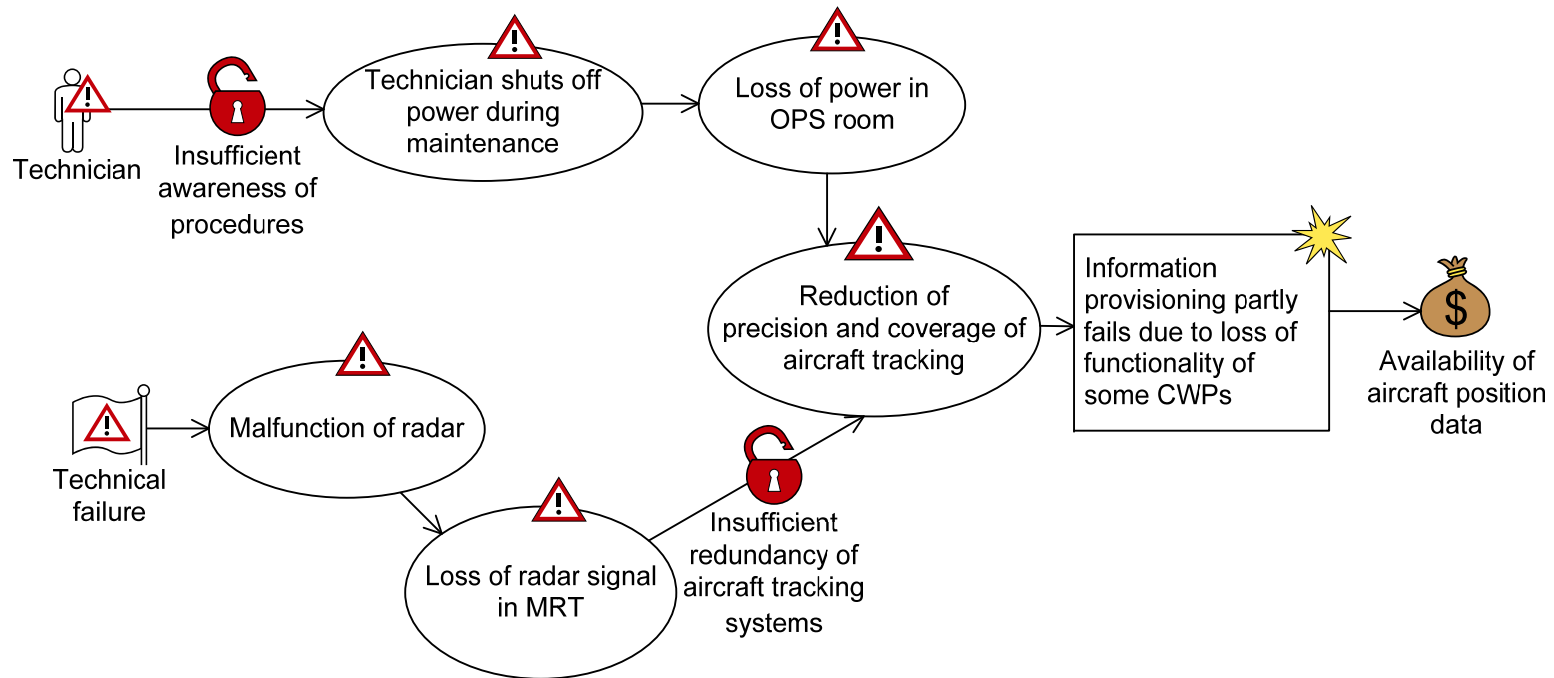 Technician
Insufficient
awareness of
procedures
Technician shuts off
power during
maintenance
Loss of power in
OPS room
Reduction of
precision and coverage of
aircraft tracking
Information
provisioning partly
fails due to loss of
functionality of
some CWPs
$
Availability of
aircraft position
data
Technical
failure
Malfunction of radar
Loss of radar signal
in MRT
Insufficient
redundancy of
aircraft tracking
systems